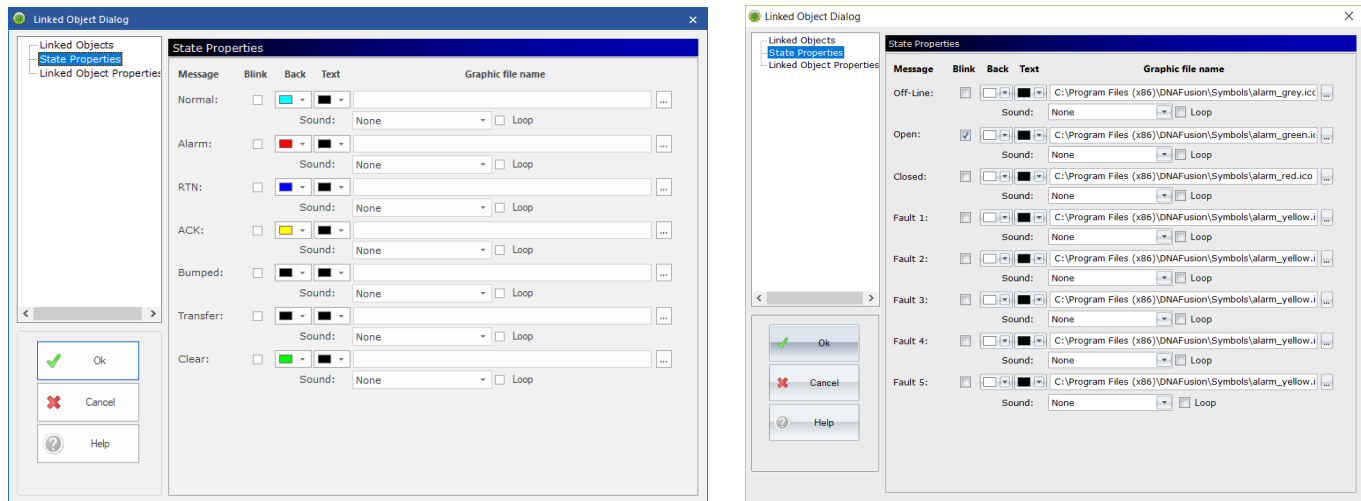 Linked Object Dialog
Linked Objects
State Properties
Linked Object Properties
State Properties
Message Blink Back Text Graphic file name
Normal: ...
Sound: None Loop
Alarm: ...
Sound: None Loop
RTN: ...
Sound: None Loop
ACK: ...
Sound: None Loop
Bumped: ...
Sound: None Loop
Transfer: ...
Sound: None Loop
Clear: ...
Sound: None Loop
Ok
Cancel
Help
Linked Object Dialog
Linked Objects
State Properties
Linked Object Properties
State Properties
Message Blink Back Text Graphic file name
Off-Line: C:\Program Files (x86)\DNAFusion\Symbols\alarm_grey.ico ...
Sound: None Loop
Open: C:\Program Files (x86)\DNAFusion\Symbols\alarm_green.ic ...
Sound: None Loop
Closed: C:\Program Files (x86)\DNAFusion\Symbols\alarm_red.ico ...
Sound: None Loop
Fault 1: C:\Program Files (x86)\DNAFusion\Symbols\alarm_yellow.i ...
Sound: None Loop
Fault 2: C:\Program Files (x86)\DNAFusion\Symbols\alarm_yellow.i ...
Sound: None Loop
Fault 3: C:\Program Files (x86)\DNAFusion\Symbols\alarm_yellow.i ...
Sound: None Loop
Fault 4: C:\Program Files (x86)\DNAFusion\Symbols\alarm_yellow.i ...
Sound: None Loop
Fault 5: C:\Program Files (x86)\DNAFusion\Symbols\alarm_yellow.i ...
Sound: None Loop
Ok
Cancel
Help